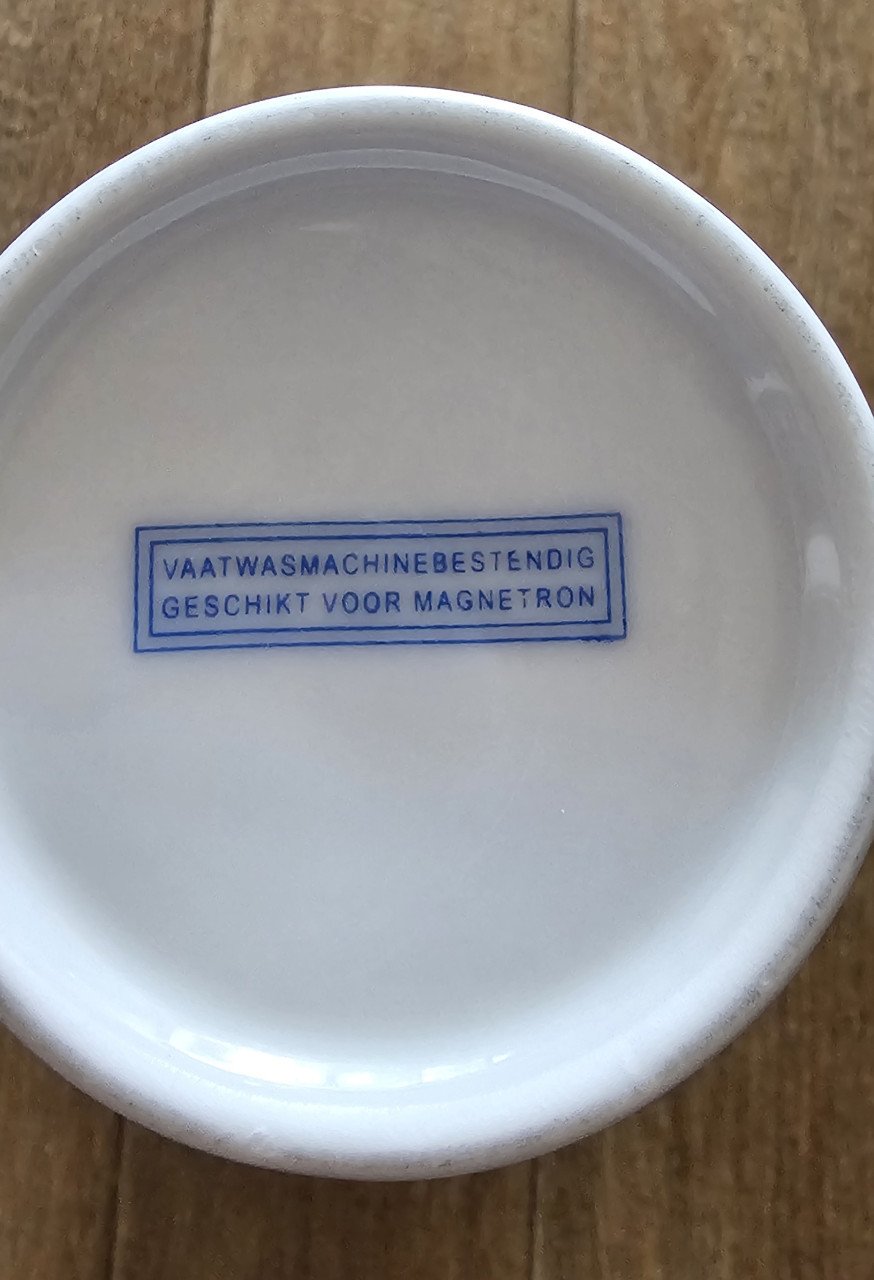 VAATWASMACHINEBESTENDIG
GESCHIKT VOOR MAGNETRON